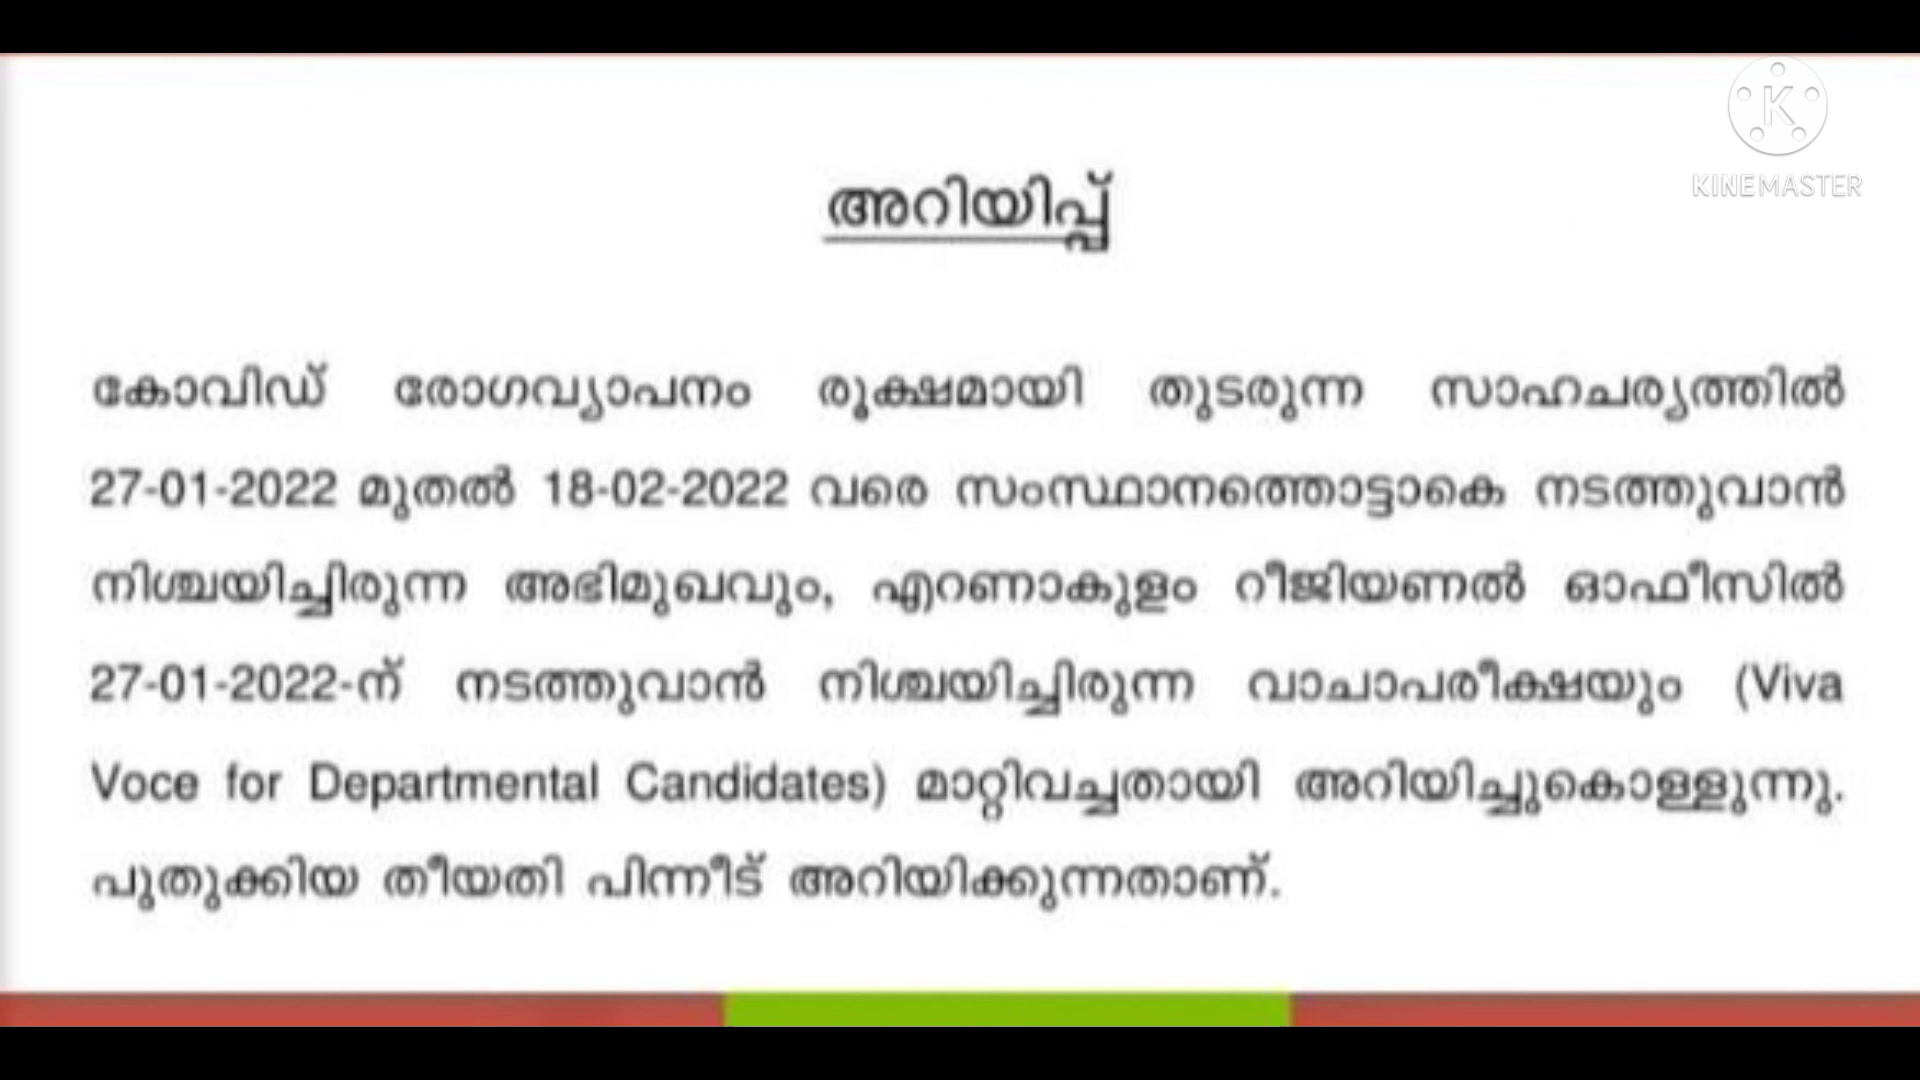 അറിയിപ്പ്
KINEMASTER
കോവിഡ് രോഗവ്യാപനം രൂക്ഷമായി തുടരുന്ന സാഹചര്യത്തിൽ
27-01-2022 മുതൽ 18-02-2022 വരെ സംസ്ഥാനത്തൊട്ടാകെ നടത്തുവാൻ
നിശ്ചയിച്ചിരുന്ന അഭിമുഖവും, എറണാകുളം റീജിയണൽ ഓഫീസിൽ
27-01-2022-ന് നടത്തുവാൻ നിശ്ചയിച്ചിരുന്ന വാചാപരീക്ഷയും (Viva
Voce for Departmental Candidates) മാറ്റിവച്ചതായി അറിയിച്ചുകൊള്ളുന്നു.
പുതുക്കിയ തീയതി പിന്നീട് അറിയിക്കുന്നതാണ്.